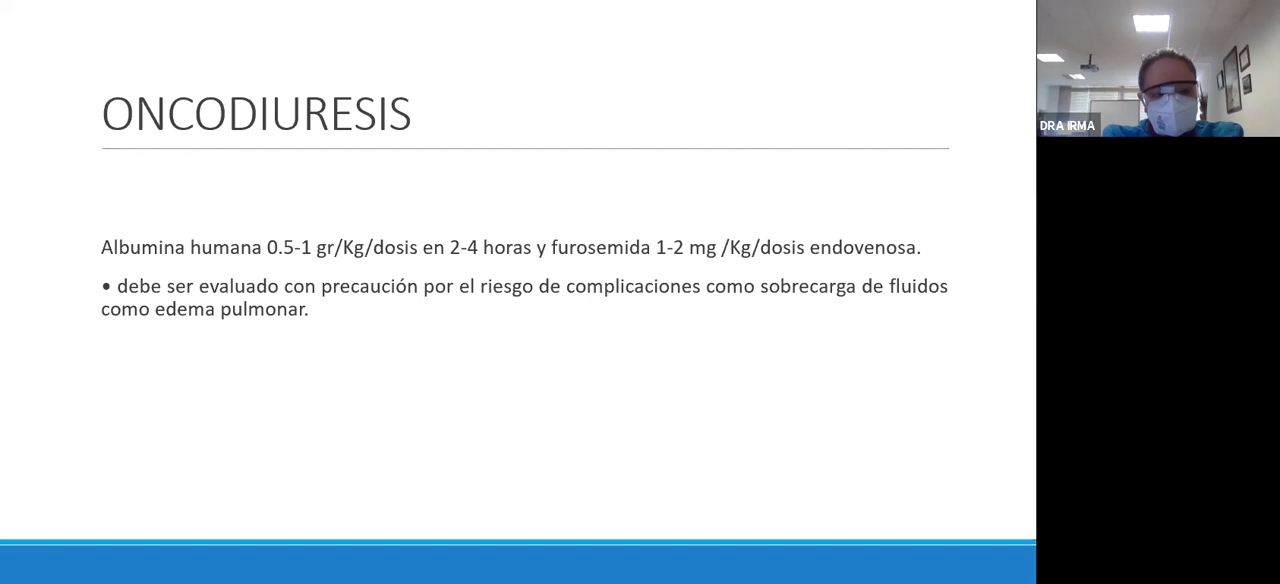 ONCODIURESIS
Albumina humana 0.5-1 gr/Kg/dosis en 2-4 horas y furosemida 1-2 mg /Kg/dosis endovenosa.
• debe ser evaluado con precaución por el riesgo de complicaciones como sobrecarga de fluidos
como edema pulmonar.
DRA IRMA